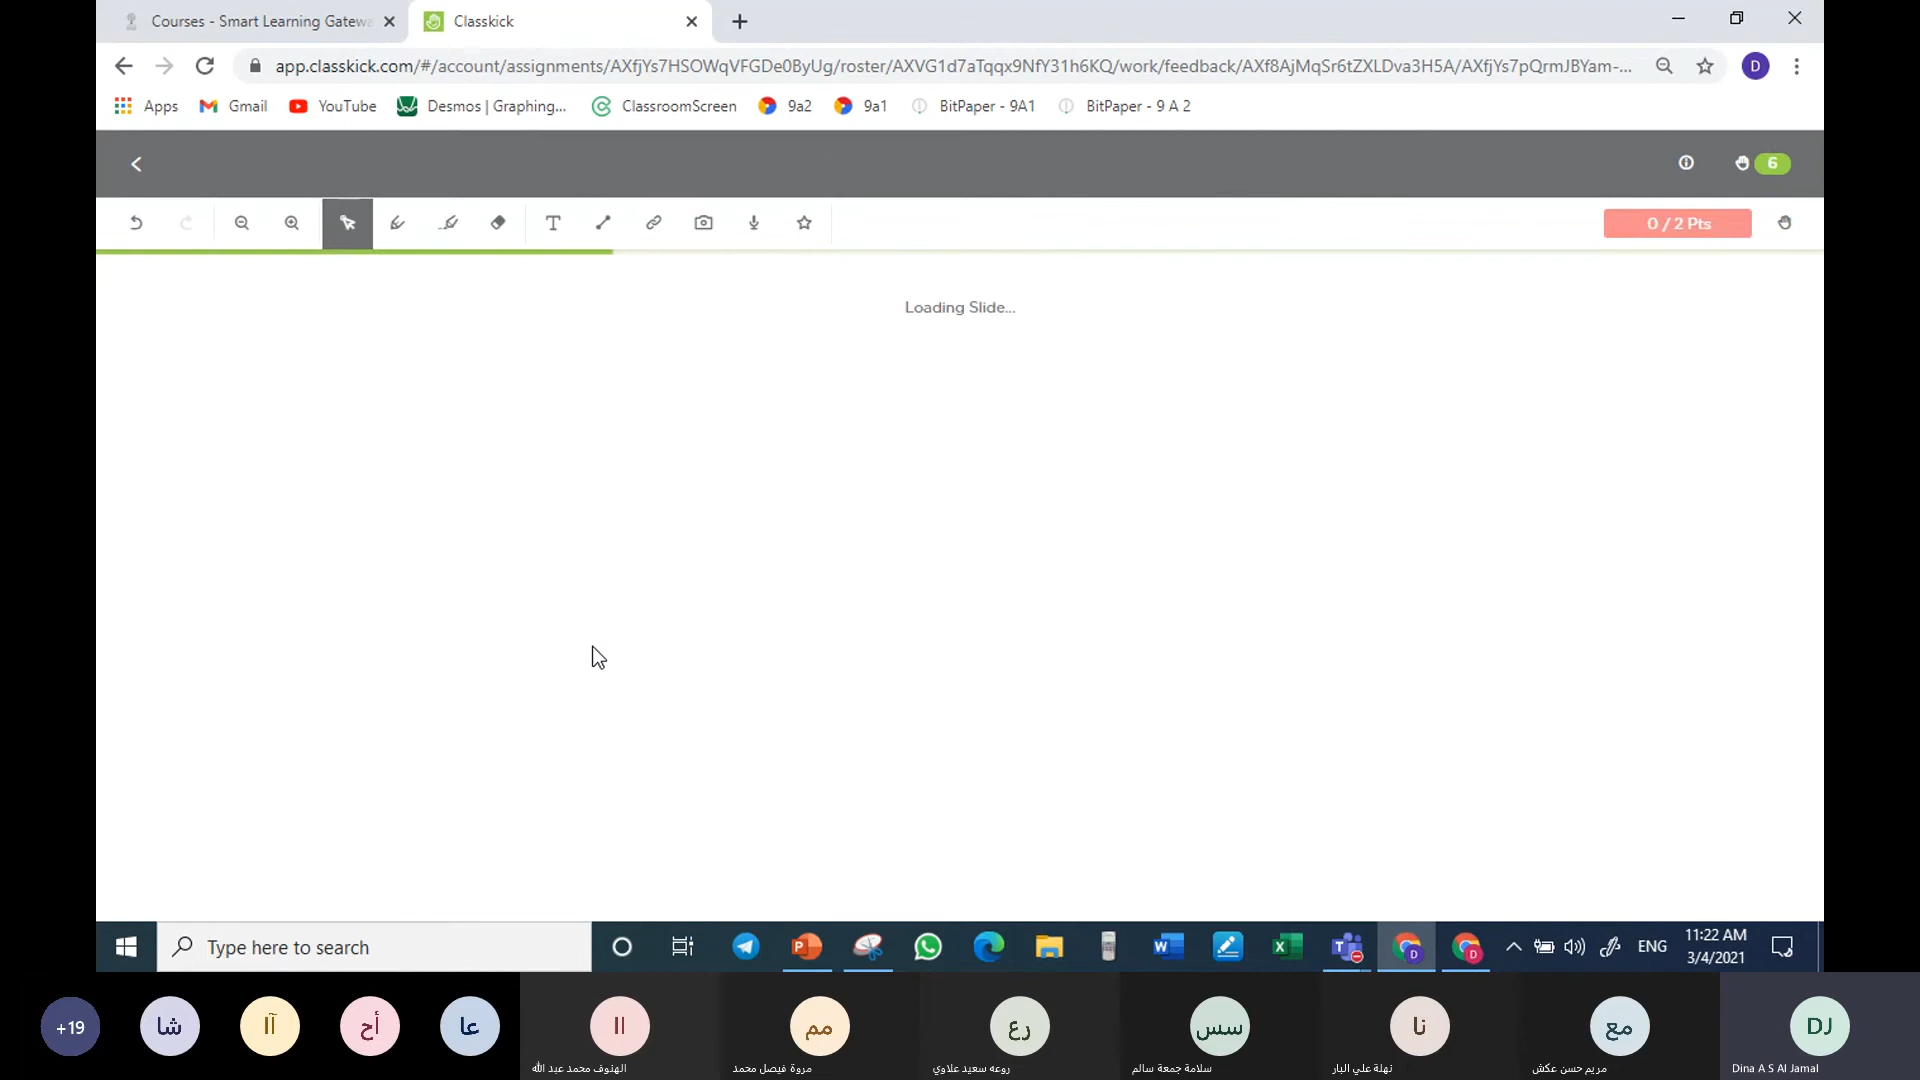 Courses - Smart Learning Gatewa
Classkick
app.classkick.com/#/account/assignments/AXfjYs7HSOWqVFGDe0ByUg/roster/AXVG1d7aTqqx9NfY31h6KQ/work/feedback/AXf8AjMqSr6tZXLDva3H5A/AXfjYs7pQrmJBYam-...
D
Apps
Gmail
YouTube
Desmos | Graphing...
ClassroomScreen
9a2
9a1
BitPaper - 9A1
BitPaper - 9 A 2
6
0 / 2 Pts
Loading Slide...
Type here to search
ENG
11:22 AM
3/4/2021
+19
شا
آآ
أح
عا
اا
مم
رع
سس
نا
مع
DJ
الهنوف محمد عبد الله
مروة فيصل محمد
روعه سعيد علاوي
سلامة جمعة سالم
نهلة علي البار
مريم حسن عكش
Dina A S Al Jamal